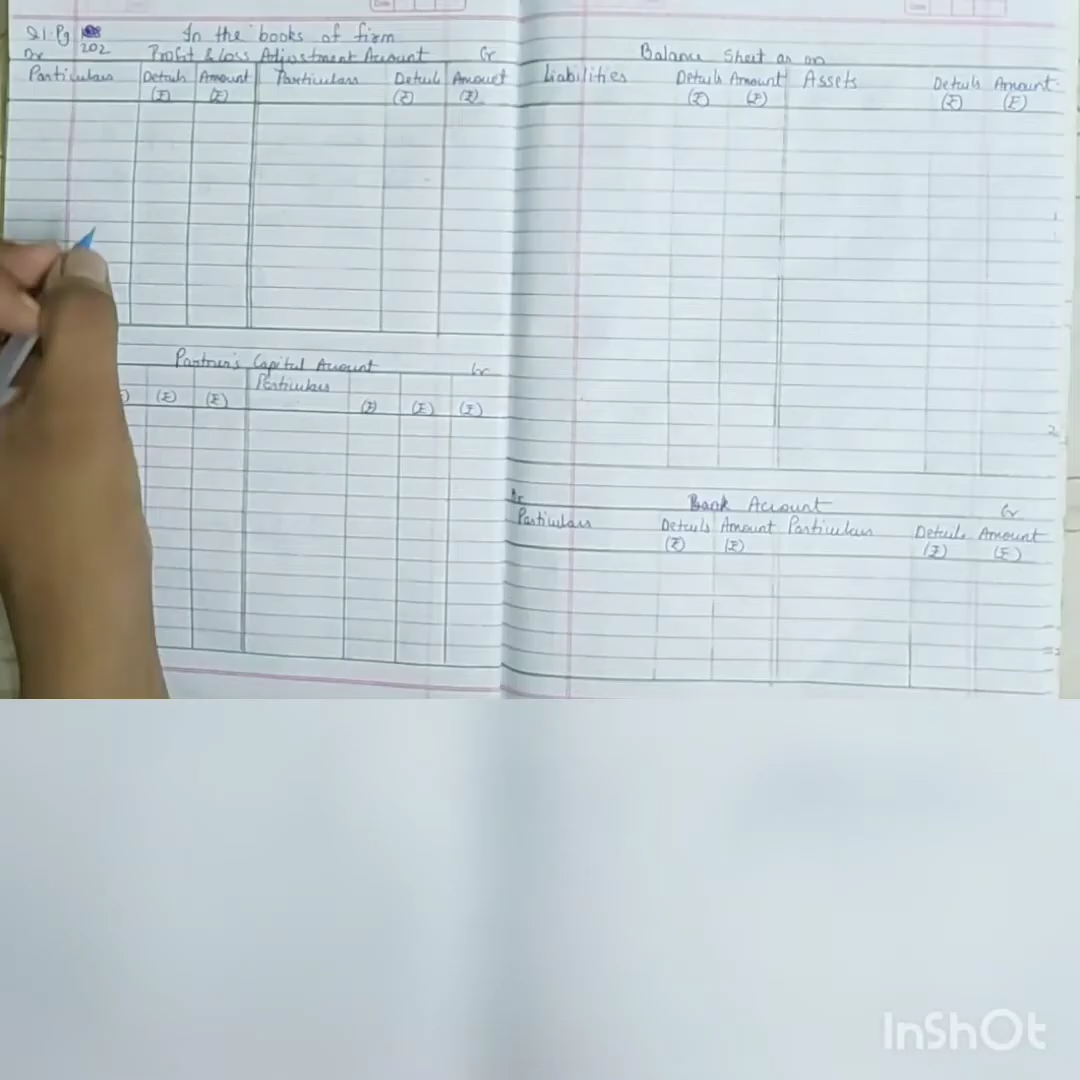 Q1. Pg
202
In the books of firm
Dr Profit & Loss Adjustment Account Cr
Particulars Details (₹) Amount (₹) Particulars Details (₹) Amount (₹)
Partner's Capital Account Cr
Particulars
(₹) (₹) (₹) (₹) (₹)
Balance Sheet as on
Liabilities Details (₹) Amount (₹) Assets Details (₹) Amount (₹)
Dr Bank Account Cr
Particulars Details (₹) Amount (₹) Particulars Details (₹) Amount (₹)
InShOt